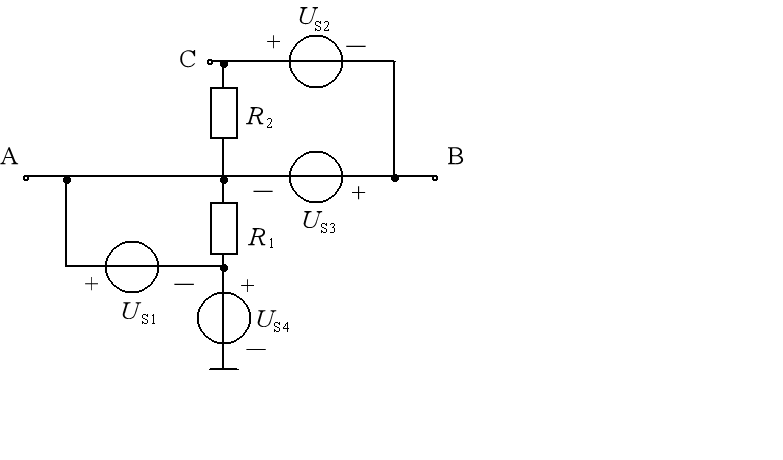 U_S2
+ —
C
R_2
A
B
— +
U_S3
R_1
+ — +
U_S1 U_S4
—